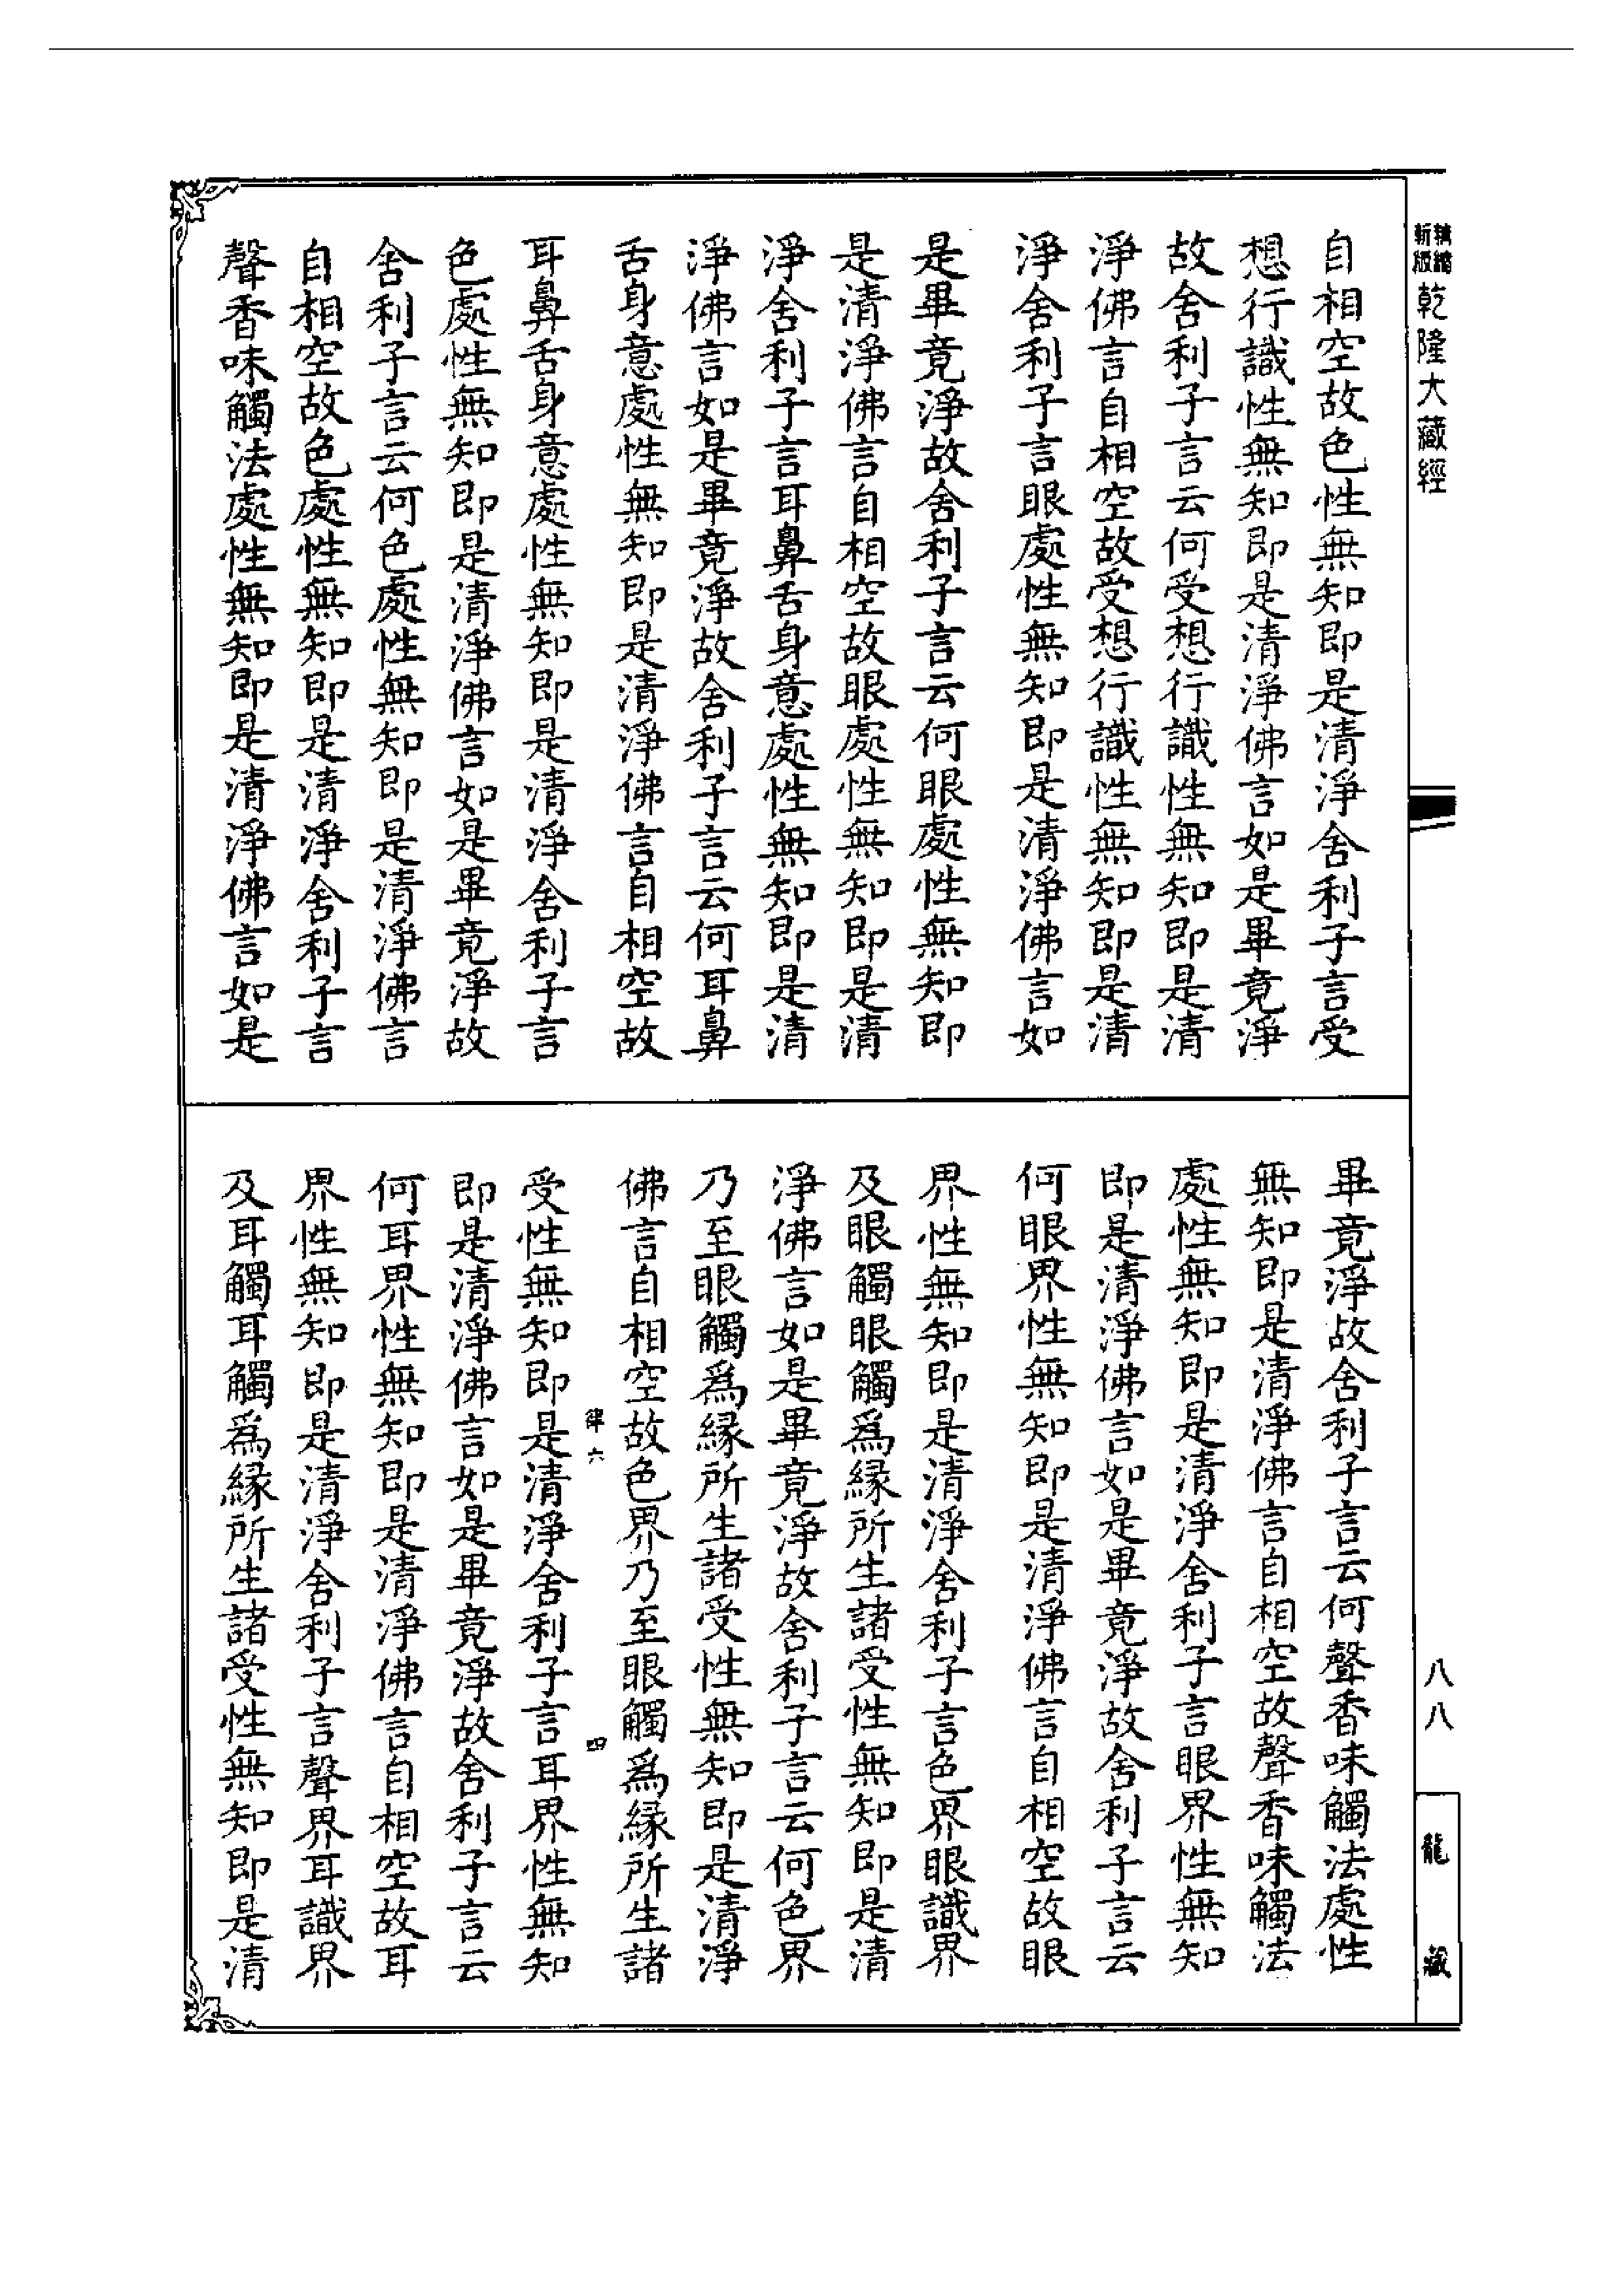 精縮
新版
乾隆大藏經
自相空故色性無知即是清淨舍利子言受
想行識性無知即是清淨佛言如是畢竟淨
故舍利子言云何受想行識性無知即是清
淨佛言自相空故受想行識性無知即是清
淨舍利子言眼處性無知即是清淨佛言如
是畢竟淨故舍利子言云何眼處性無知即
是清淨佛言自相空故眼處性無知即是清
淨舍利子言耳鼻舌身意處性無知即是清
淨佛言如是畢竟淨故舍利子言云何耳鼻
舌身意處性無知即是清淨佛言自相空故
耳鼻舌身意處性無知即是清淨舍利子言
色處性無知即是清淨佛言如是畢竟淨故
舍利子言云何色處性無知即是清淨佛言
自相空故色處性無知即是清淨舍利子言
聲香味觸法處性無知即是清淨佛言如是
畢竟淨故舍利子言云何聲香味觸法處性
無知即是清淨佛言自相空故聲香味觸法
處性無知即是清淨舍利子言眼界性無知
即是清淨佛言如是畢竟淨故舍利子言云
何眼界性無知即是清淨佛言自相空故眼
界性無知即是清淨舍利子言色界眼識界
及眼觸眼觸爲緣所生諸受性無知即是清
淨佛言如是畢竟淨故舍利子言云何色界
乃至眼觸爲緣所生諸受性無知即是清淨
佛言自相空故色界乃至眼觸爲緣所生諸
律六 四
受性無知即是清淨舍利子言耳界性無知
即是清淨佛言如是畢竟淨故舍利子言云
何耳界性無知即是清淨佛言自相空故耳
界性無知即是清淨舍利子言聲界耳識界
及耳觸耳觸爲緣所生諸受性無知即是清
八八
龍藏